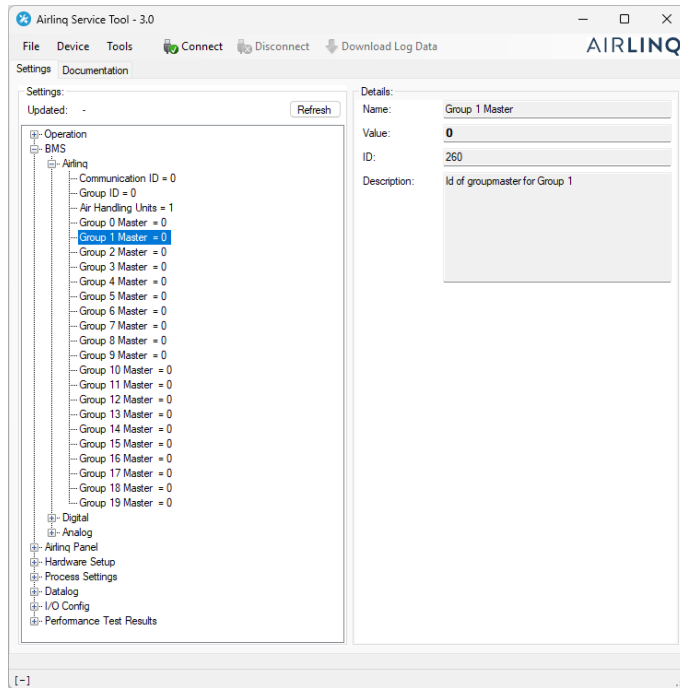 Airlinq Service Tool - 3.0
File Device Tools Connect Disconnect Download Log Data AIRLINQ
Settings Documentation
Settings:
Updated: - Refresh
Operation
BMS
Airlinq
Communication ID = 0
Group ID = 0
Air Handling Units = 1
Group 0 Master = 0
Group 1 Master = 0
Group 2 Master = 0
Group 3 Master = 0
Group 4 Master = 0
Group 5 Master = 0
Group 6 Master = 0
Group 7 Master = 0
Group 8 Master = 0
Group 9 Master = 0
Group 10 Master = 0
Group 11 Master = 0
Group 12 Master = 0
Group 13 Master = 0
Group 14 Master = 0
Group 15 Master = 0
Group 16 Master = 0
Group 17 Master = 0
Group 18 Master = 0
Group 19 Master = 0
Digital
Analog
Airlinq Panel
Hardware Setup
Process Settings
Datalog
I/O Config
Performance Test Results
Details:
Name: Group 1 Master
Value: 0
ID: 260
Description: Id of groupmaster for Group 1
[-]